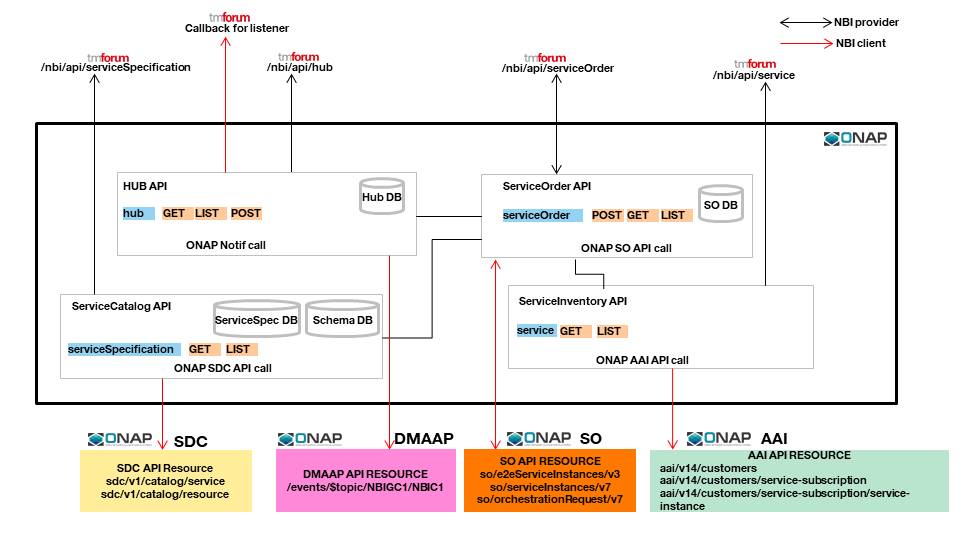 tmforum
Callback for listener
NBI provider
NBI client
tmforum
/nbi/api/serviceSpecification
tmforum
/nbi/api/hub
tmforum
/nbi/api/serviceOrder
tmforum
/nbi/api/service
ONAP
HUB API
Hub DB
hub GET LIST POST
ONAP Notif call
ServiceOrder API
SO DB
serviceOrder POST GET LIST
ONAP SO API call
ServiceCatalog API
ServiceSpec DB Schema DB
serviceSpecification GET LIST
ONAP SDC API call
ServiceInventory API
service GET LIST
ONAP AAI API call
ONAP SDC
SDC API Resource
sdc/v1/catalog/service
sdc/v1/catalog/resource
ONAP DMAAP
DMAAP API RESOURCE
/events/$topic/NBIGC1/NBIC1
ONAP SO
SO API RESOURCE
so/e2eServiceInstances/v3
so/serviceInstances/v7
so/orchestrationRequest/v7
ONAP AAI
AAI API RESOURCE
aai/v14/customers
aai/v14/customers/service-subscription
aai/v14/customers/service-subscription/service-
instance